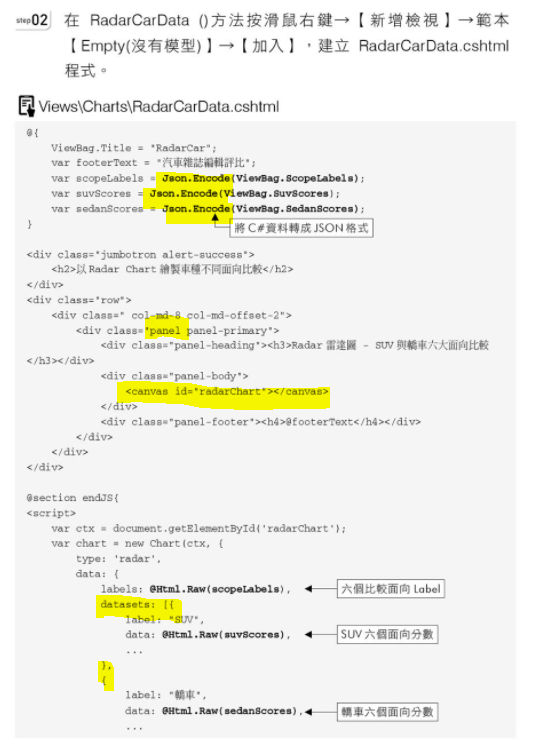 step 02 在 RadarCarData ()方法按滑鼠右鍵→【新增檢視】→範本
【Empty(沒有模型)】→【加入】，建立 RadarCarData.cshtml
程式。
Views\Charts\RadarCarData.cshtml
@{
    ViewBag.Title = "RadarCar";
    var footerText = "汽車雜誌編輯評比";
    var scopeLabels = Json.Encode(ViewBag.ScopeLabels);
    var suvScores = Json.Encode(ViewBag.SuvScores);
    var sedanScores = Json.Encode(ViewBag.SedanScores);
}
將 C#資料轉成 JSON 格式
<div class="jumbotron alert-success">
    <h2>以 Radar Chart 繪製車種不同面向比較</h2>
</div>
<div class="row">
    <div class=" col-md-8 col-md-offset-2">
        <div class="panel panel-primary">
            <div class="panel-heading"><h3>Radar 雷達圖 - SUV 與轎車六大面向比較
</h3></div>
            <div class="panel-body">
                <canvas id="radarChart"></canvas>
            </div>
            <div class="panel-footer"><h4>@footerText</h4></div>
        </div>
    </div>
</div>
@section endJS{
<script>
    var ctx = document.getElementById('radarChart');
    var chart = new Chart(ctx, {
        type: 'radar',
        data: {
            labels: @Html.Raw(scopeLabels), 六個比較面向 Label
            datasets: [{
                label: "SUV",
                data: @Html.Raw(suvScores), SUV 六個面向分數
                ...
            },
            {
                label: "轎車",
                data: @Html.Raw(sedanScores), 轎車六個面向分數
                ...